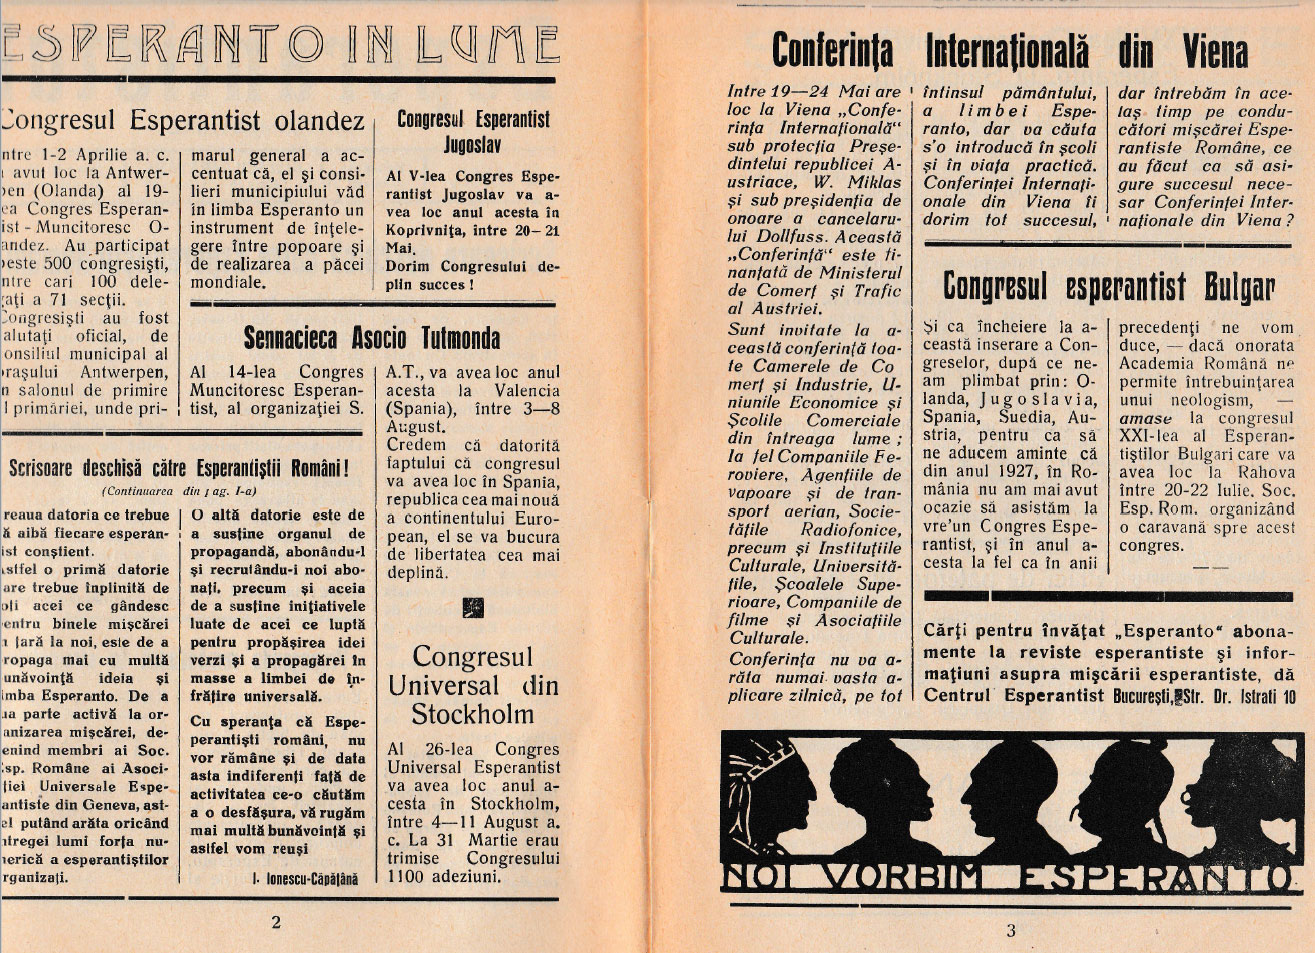 ESPERANTO IN LUME
Congresul Esperantist olandez
ntre 1-2 Aprilie a. c.
avut loc la Antwer-
en (Olanda) al 19-
ea Congres Esperan-
ist - Muncitoresc O-
andez. Au participat
este 500 congresişti,
ntre cari 100 dele-
aţi a 71 secţii.
Congresişti au fost
alutaţi oficial, de
onsiliul municipal al
raşului Antwerpen,
n salonul de primire
l primăriei, unde pri-
marul general a ac-
centuat că, el şi consi-
lieri municipiului văd
in limba Esperanto un
instrument de înţele-
gere între popoare şi
de realizarea a păcei
mondiale.
Congresul Esperantist
Jugoslav
Al V-lea Congres Espe-
rantist Jugoslav va a-
vea loc anul acesta în
Koprivniţa, intre 20-21
Mai.
Dorim Congresului de-
plin succes !
Sennacieca Asocio Tutmonda
Al 14-lea Congres
Muncitoresc Esperan-
tist, al organizaţiei S.
A.T., va avea loc anul
acesta la Valencia
(Spania), între 3—8
August.
Credem că datorită
faptului că congresul
va avea loc în Spania,
republica cea mai nouă
a continentului Euro-
pean, el se va bucura
de libertatea cea mai
deplină.
Scrisoare deschisă către Esperantiştii Români !
(Continuarea din ag. I-a)
reaua datoria ce trebue
ă aibă fiecare esperan-
ist conştient.
stfel o primă datorie
are trebue înplinită de
oţi acei ce gândesc
entru binele mişcărei
n ţară la noi, este de a
ropaga mai cu multă
unăvoinţă ideia şi
imba Esperanto. De a
ua parte activă la or-
anizarea mişcărei, de-
enind membri ai Soc.
sp. Române ai Asoci-
ţiei Universale Espe-
antiste din Geneva, ast-
el putând arăta oricând
ntregei lumi forţa nu-
nerică a esperantiştilor
rganizaţi.
O altă datorie este de
a susţine organul de
propagandă, abonându-l
şi recrutându-i noi abo-
naţi, precum şi aceia
de a susţine iniţiativele
luate de acei ce luptă
pentru propăşirea idei
verzi şi a propagărei în
masse a limbei de în-
frăţire universală.
Cu speranţa că Espe-
perantişti români, nu
vor rămâne şi de data
asta indiferenţi faţă de
activitatea ce-o căutăm
a o desfăşura, vă rugăm
mai multă bunăvoinţă şi
astfel vom reuşi
I. Ionescu-Căpăţână
Congresul
Universal din
Stockholm
Al 26-lea Congres
Universal Esperantist
va avea loc anul a-
cesta în Stockholm,
între 4—11 August a.
c. La 31 Martie erau
trimise Congresului
1100 adeziuni.
2
Conferinţa Internaţională din Viena
Intre 19—24 Mai are
loc la Viena „Confe-
rinţa Internaţională“
sub protecţia Preşe-
dintelui republicei A-
ustriace, W. Miklas
şi sub preşidenţia de
onoare a cancelaru-
lui Dollfuss. Această
„Conferinţă“ este fi-
nanţată de Ministerul
de Comerţ şi Trafic
al Austriei.
Sunt invitate la a-
ceastă conferinţă toa-
te Camerele de Co
merţ şi Industrie, U-
niunile Economice şi
Şcolile Comerciale
din întreaga lume ;
la fel Companiile Fe-
roviere, Agenţiile de
vapoare şi de tran-
sport aerian, Socie-
tăţile Radiofonice,
precum şi Instituţiile
Culturale, Universită-
ţile, Şcoalele Supe-
rioare, Companiile de
filme şi Asociaţiile
Culturale.
Conferinţa nu va a-
răta numai vasta a-
plicare zilnică, pe tot
întinsul pământului,
a limbei Espe-
ranto, dar va căuta
s'o introducă în şcoli
şi în viaţa practică.
Conferinţei Internaţi-
onale din Viena îi
dorim tot succesul,
dar întrebăm în ace-
laş timp pe condu-
cători mişcărei Espe-
rantiste Române, ce
au făcut ca să asi-
gure succesul nece-
sar Conferinţei Inter-
naţionale din Viena ?
Congresul esperantist Bulgar
Şi ca încheiere la a-
ceastă inserare a Con-
greselor, după ce ne-
am plimbat prin: O-
landa, Jugoslavia,
Spania, Suedia, Au-
stria, pentru ca să
ne aducem aminte că
din anul 1927, în Ro-
mânia nu am mai avut
ocazie să asistăm la
vre'un Congres Espe-
rantist, şi în anul a-
cesta la fel ca în anii
precedenţi ne vom
duce, — dacă onorata
Academia Română ne
permite întrebuinţarea
unui neologism, —
amase la congresul
XXI-lea al Esperan-
tiştilor Bulgari care va
avea loc la Rahova
între 20-22 Iulie. Soc.
Esp. Rom. organizând
o caravană spre acest
congres.
Cărţi pentru învăţat „Esperanto“ abona-
mente la reviste esperantiste şi infor-
maţiuni asupra mişcării esperantiste, dă
Centrul Esperantist Bucureşti, Str. Dr. Istrati 10
NOI VORBIM ESPERANTO
3